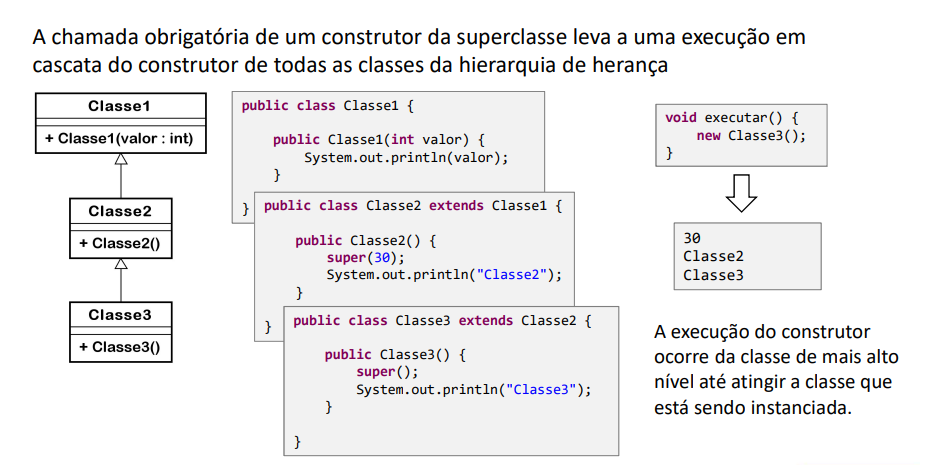 A chamada obrigatória de um construtor da superclasse leva a uma execução em
cascata do construtor de todas as classes da hierarquia de herança
Classe1
+ Classe1(valor : int)
Classe2
+ Classe2()
Classe3
+ Classe3()
public class Classe1 {
public Classe1(int valor) {
System.out.println(valor);
}
}
public class Classe2 extends Classe1 {
public Classe2() {
super(30);
System.out.println("Classe2");
}
}
public class Classe3 extends Classe2 {
public Classe3() {
super();
System.out.println("Classe3");
}
}
void executar() {
new Classe3();
}
30
Classe2
Classe3
A execução do construtor
ocorre da classe de mais alto
nível até atingir a classe que
está sendo instanciada.